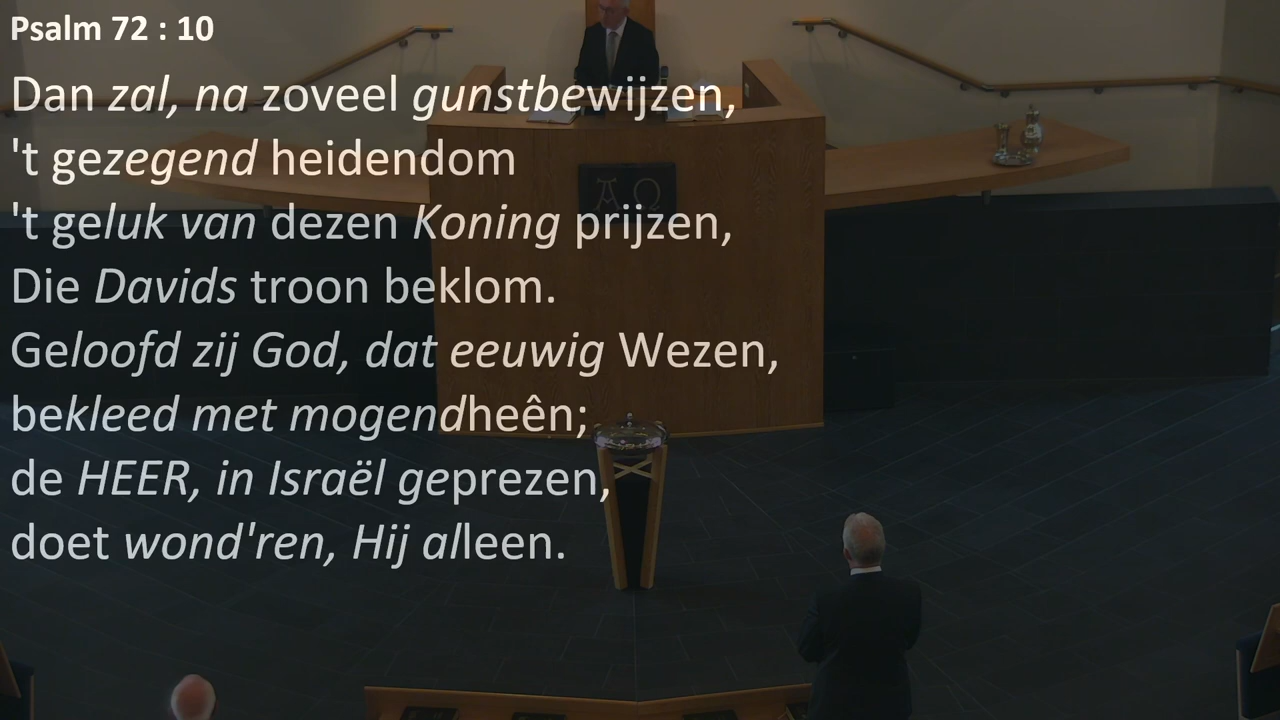 Psalm 72 : 10
Dan zal, na zoveel gunstbewijzen,
't gezegend heidendom
't geluk van dezen Koning prijzen,
Die Davids troon beklom.
Geloofd zij God, dat eeuwig Wezen,
bekleed met mogendheên;
de HEER, in Israël geprezen,
doet wond'ren, Hij alleen.
Α Ω